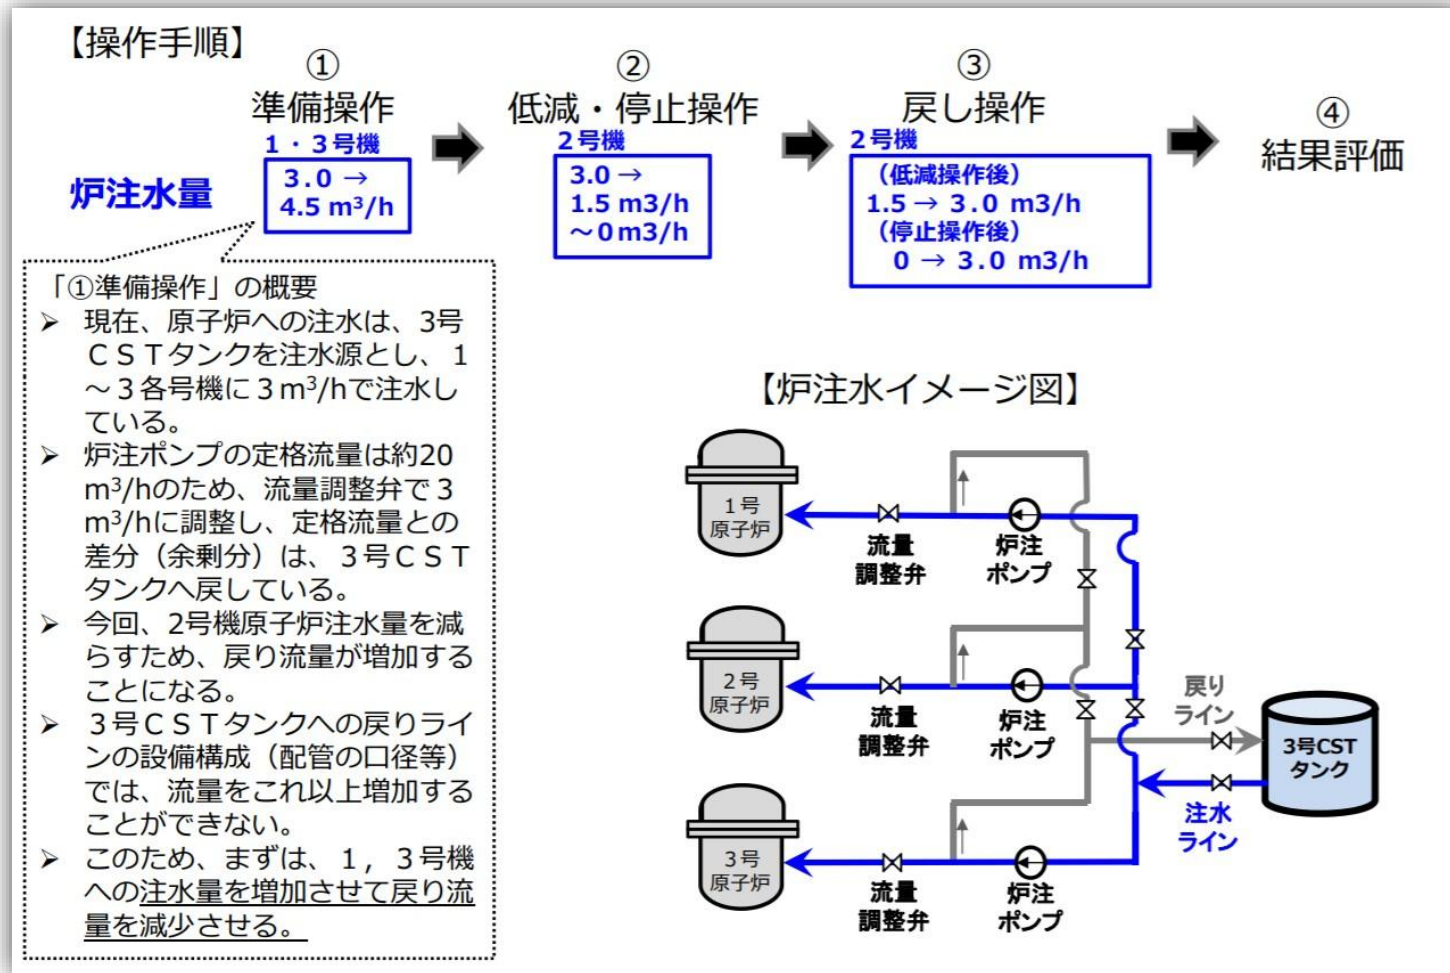 【操作手順】
①
準備操作
1・3号機
3.0 →
4.5 m³/h
②
低減・停止操作
2号機
3.0 →
1.5 m3/h
～0m3/h
③
戻し操作
2号機
（低減操作後）
1.5 → 3.0 m3/h
（停止操作後）
0 → 3.0 m3/h
④
結果評価
炉注水量
「①準備操作」の概要
➢ 現在、原子炉への注水は、3号
ＣＳＴタンクを注水源とし、１
～３各号機に３m³/hで注水し
ている。
➢ 炉注ポンプの定格流量は約20
m³/hのため、流量調整弁で３
m³/hに調整し、定格流量との
差分（余剰分）は、３号ＣＳＴ
タンクへ戻している。
➢ 今回、2号機原子炉注水量を減
らすため、戻り流量が増加する
ことになる。
➢ ３号ＣＳＴタンクへの戻りライ
ンの設備構成（配管の口径等）
では、流量をこれ以上増加する
ことができない。
➢ このため、まずは、１，３号機
への注水量を増加させて戻り流
量を減少させる。
【炉注水イメージ図】
1号
原子炉
流量
調整弁
炉注
ポンプ
2号
原子炉
流量
調整弁
炉注
ポンプ
戻り
ライン
3号CST
タンク
注水
ライン
3号
原子炉
流量
調整弁
炉注
ポンプ